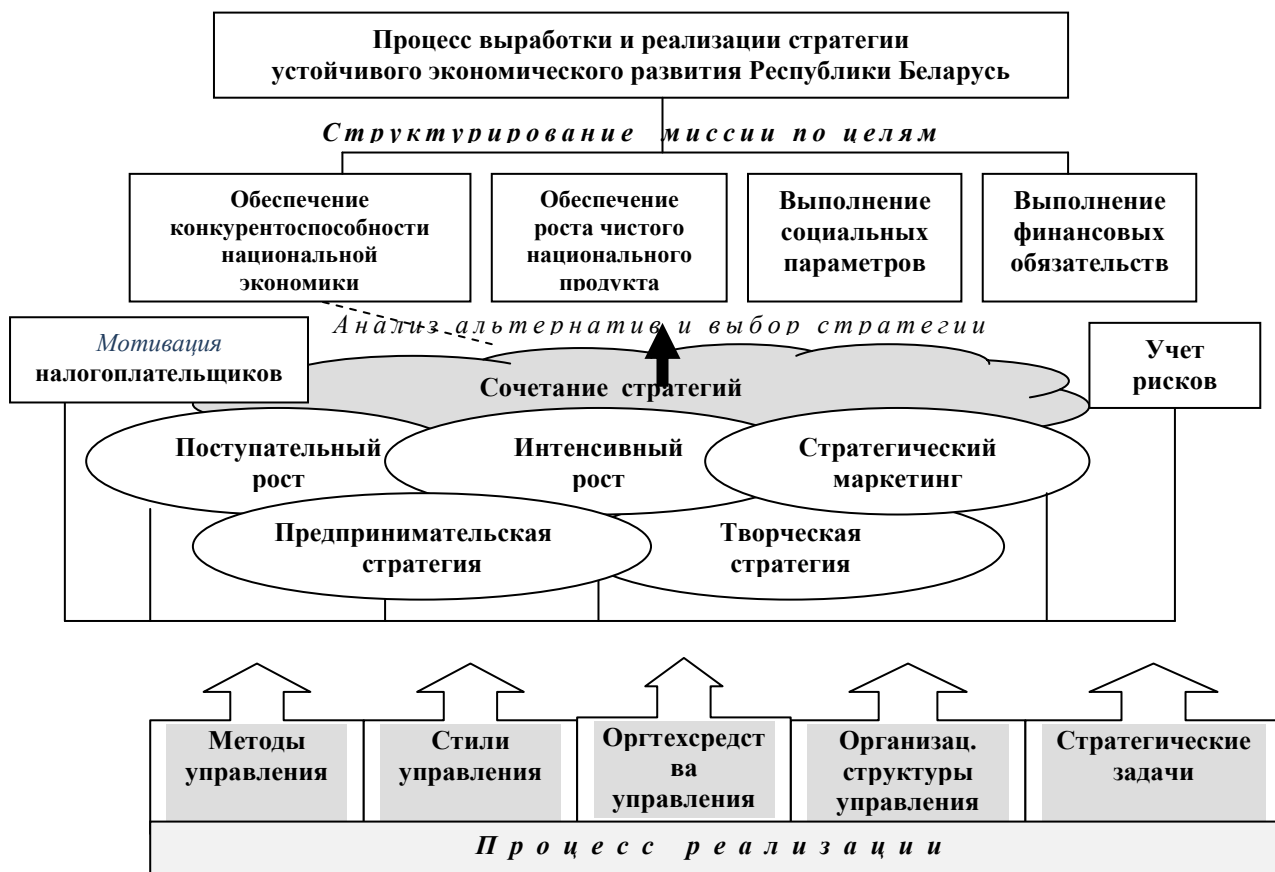 Процесс выработки и реализации стратегии
устойчивого экономического развития Республики Беларусь
Структурирование миссии по целям
Обеспечение
конкурентоспособности
национальной
экономики
Обеспечение
роста чистого
национального
продукта
Выполнение
социальных
параметров
Выполнение
финансовых
обязательств
Анализ альтернатив и выбор стратегии
Мотивация
налогоплательщиков
Учет
рисков
Сочетание стратегий
Поступательный
рост
Интенсивный
рост
Стратегический
маркетинг
Предпринимательская
стратегия
Творческая
стратегия
Методы
управления
Стили
управления
Оргтехсредст
ва
управления
Организац.
структуры
управления
Стратегические
задачи
Процесс реализации